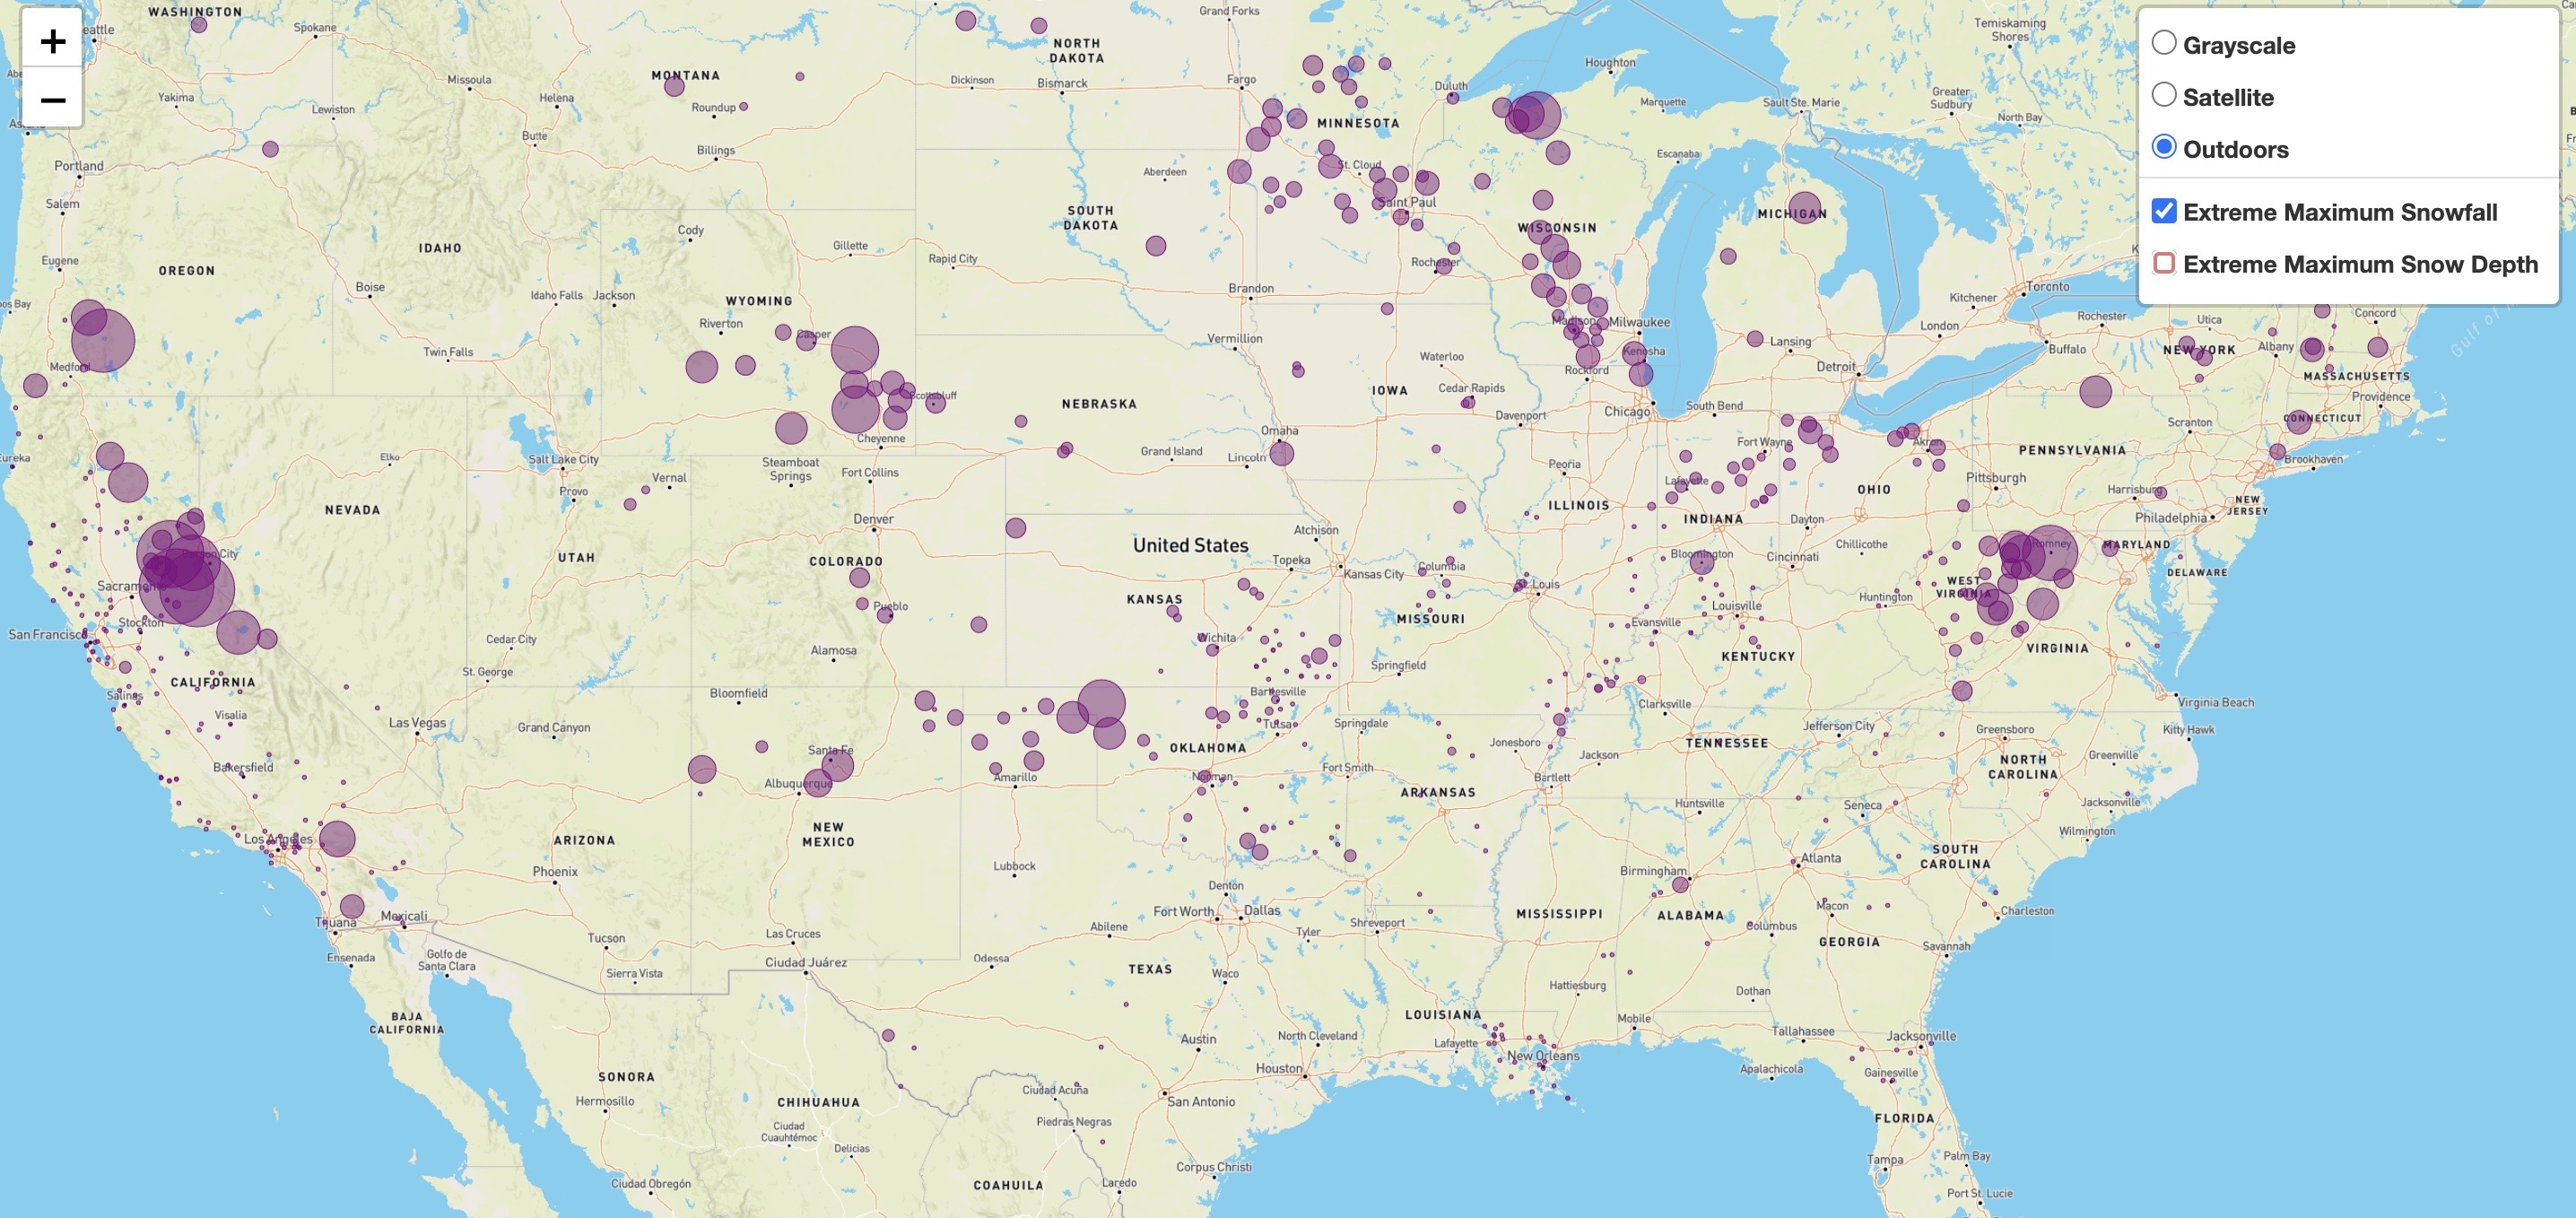 +
−
Grayscale
Satellite
Outdoors
Extreme Maximum Snowfall
Extreme Maximum Snow Depth
WASHINGTON
Spokane
eattle
Yakima
Lewiston
Portland
Salem
Eugene
OREGON
Medford
Missoula
Helena
Butte
MONTANA
Roundup
Billings
IDAHO
Boise
Idaho Falls
Twin Falls
Jackson
Cody
Gillette
WYOMING
Riverton
Casper
Cheyenne
Scottsbluff
Dickinson
Bismarck
NORTH
DAKOTA
Grand Forks
Fargo
Aberdeen
SOUTH
DAKOTA
Rapid City
Brandon
Vermillion
MINNESOTA
Duluth
St. Cloud
Saint Paul
Rochester
Houghton
Marquette
Escanaba
Sault Ste. Marie
Greater
Sudbury
North Bay
Temiskaming
Shores
WISCONSIN
Madison
Milwaukee
Kenosha
Rockford
Chicago
MICHIGAN
Lansing
Detroit
South Bend
London
Kitchener
Toronto
Buffalo
Rochester
Utica
NEW YORK
Albany
Concord
MASSACHUSETTS
Providence
CONNECTICUT
Brookhaven
Scranton
PENNSYLVANIA
Pittsburgh
Harrisburg
Philadelphia
NEW
JERSEY
MARYLAND
DELAWARE
Gulf of
NEBRASKA
Grand Island
Lincoln
Omaha
IOWA
Waterloo
Cedar Rapids
Davenport
Peoria
ILLINOIS
Fort Wayne
Lafayette
INDIANA
Bloomington
Akron
OHIO
Dayton
Cincinnati
Chillicothe
Romney
WEST
VIRGINIA
Huntington
VIRGINIA
Virginia Beach
Kitty Hawk
Eureka
Elko
NEVADA
Salt Lake City
Provo
Vernal
UTAH
Cedar City
St. George
Sacramento
Stockton
San Francisco
CALIFORNIA
Salinas
Visalia
Bakersfield
Los Angeles
Las Vegas
Grand Canyon
Steamboat
Springs
Fort Collins
Denver
COLORADO
Pueblo
Alamosa
Bloomfield
United States
KANSAS
Topeka
Wichita
Atchison
Kansas City
Columbia
St Louis
MISSOURI
Springfield
Evansville
Louisville
KENTUCKY
Clarksville
Jefferson City
TENNESSEE
Jackson
Jonesboro
Bartlett
Bartlesville
Tulsa
Springdale
OKLAHOMA
Norman
Fort Smith
ARKANSAS
Santa Fe
Albuquerque
Amarillo
NEW
MEXICO
ARIZONA
Phoenix
Tucson
Sierra Vista
Las Cruces
Ciudad Juárez
Lubbock
Odessa
Abilene
Denton
Fort Worth
Dallas
Tyler
Waco
TEXAS
Austin
San Antonio
Houston
North Cleveland
Corpus Christi
Laredo
Shreveport
LOUISIANA
Lafayette
New Orleans
MISSISSIPPI
Hattiesburg
Mobile
Birmingham
ALABAMA
Huntsville
Dothan
Columbus
Atlanta
Macon
GEORGIA
Savannah
Seneca
SOUTH
CAROLINA
Charleston
NORTH
CAROLINA
Greensboro
Greenville
Jacksonville
Wilmington
Tallahassee
Apalachicola
Jacksonville
Gainesville
FLORIDA
Tampa
Palm Bay
Port St. Lucie
Tijuana
Mexicali
Ensenada
Golfo de
Santa Clara
BAJA
CALIFORNIA
SONORA
Hermosillo
Ciudad Obregón
CHIHUAHUA
Ciudad
Cuauhtémoc
Delicias
Ciudad Acuña
Piedras Negras
COAHUILA